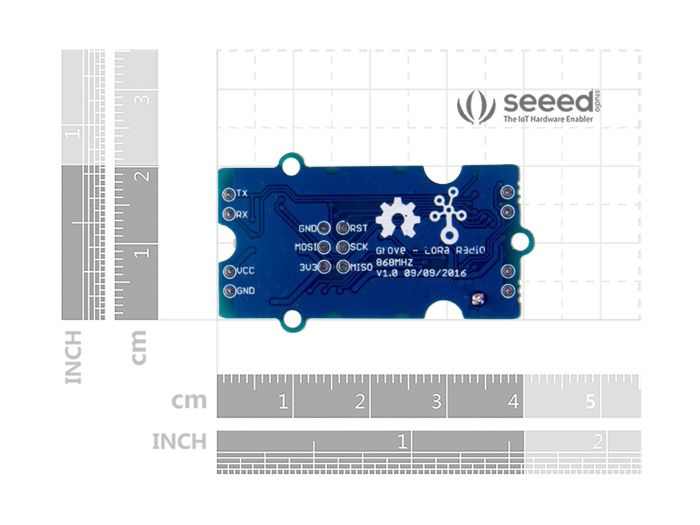 seeed
studio
The IoT Hardware Enabler
3
1
2
1
INCH
cm
TX
RX
VCC
GND
GND RST
MOSI SCK
3V3 MISO
Grove - LoRa Radio
868MHZ
V1.0 09/09/2016
cm 1 2 3 4 5
INCH 1 2